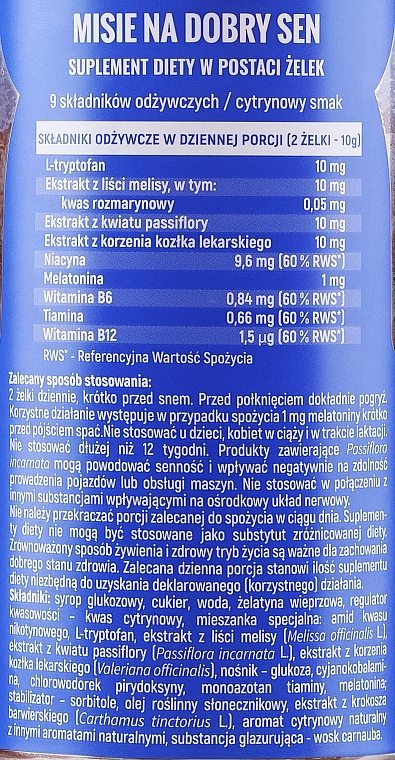 MISIE NA DOBRY SEN
SUPLEMENT DIETY W POSTACI ŻELEK
9 składników odżywczych / cytrynowy smak
SKŁADNIKI ODŻYWCZE W DZIENNEJ PORCJI (2 ŻELKI - 10g)
L-tryptofan 10 mg
Ekstrakt z liści melisy, w tym: 10 mg
kwas rozmarynowy 0,05 mg
Ekstrakt z kwiatu passiflory 10 mg
Ekstrakt z korzenia kozłka lekarskiego 10 mg
Niacyna 9,6 mg (60 % RWS*)
Melatonina 1 mg
Witamina B6 0,84 mg (60 % RWS*)
Tiamina 0,66 mg (60 % RWS*)
Witamina B12 1,5 µg (60 % RWS*)
RWS* - Referencyjna Wartość Spożycia
Zalecany sposób stosowania:
2 żelki dziennie, krótko przed snem. Przed połknięciem dokładnie pogryź.
Korzystne działanie występuje w przypadku spożycia 1 mg melatoniny krótko
przed pójściem spać.Nie stosować u dzieci, kobiet w ciąży i w trakcie laktacji.
Nie stosować dłużej niż 12 tygodni. Produkty zawierające Passiflora
incarnata mogą powodować senność i wpływać negatywnie na zdolność
prowadzenia pojazdów lub obsługi maszyn. Nie stosować w połączeniu z
innymi substancjami wpływającymi na ośrodkowy układ nerwowy.
Nie należy przekraczać porcji zalecanej do spożycia w ciągu dnia. Suplemen-
ty diety nie mogą być stosowane jako substytut zróżnicowanej diety.
Zrównoważony sposób żywienia i zdrowy tryb życia są ważne dla zachowania
dobrego stanu zdrowia. Zalecana dzienna porcja stanowi ilość suplementu
diety niezbędną do uzyskania deklarowanego (korzystnego) działania.
Składniki: syrop glukozowy, cukier, woda, żelatyna wieprzowa, regulator
kwasowości – kwas cytrynowy, mieszanka specjalna: amid kwasu
nikotynowego, L-tryptofan, ekstrakt z liści melisy (Melissa officinalis L.),
ekstrakt z kwiatu passiflory (Passiflora incarnata L.), ekstrakt z korzenia
kozłka lekarskiego (Valeriana officinalis), nośnik – glukoza, cyjanokobalami-
na, chlorowodorek pirydoksyny, monoazotan tiaminy, melatonina;
stabilizator – sorbitole, olej roślinny słonecznikowy, ekstrakt z krokosza
barwierskiego (Carthamus tinctorius L.), aromat cytrynowy naturalny
z innymi aromatami naturalnymi, substancja glazurująca - wosk carnauba.